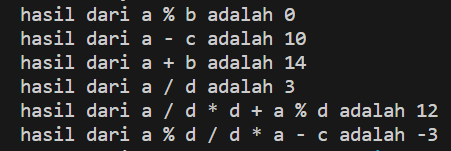 hasil dari a % b adalah 0
hasil dari a - c adalah 10
hasil dari a + b adalah 14
hasil dari a / d adalah 3
hasil dari a / d * d + a % d adalah 12
hasil dari a % d / d * a - c adalah -3